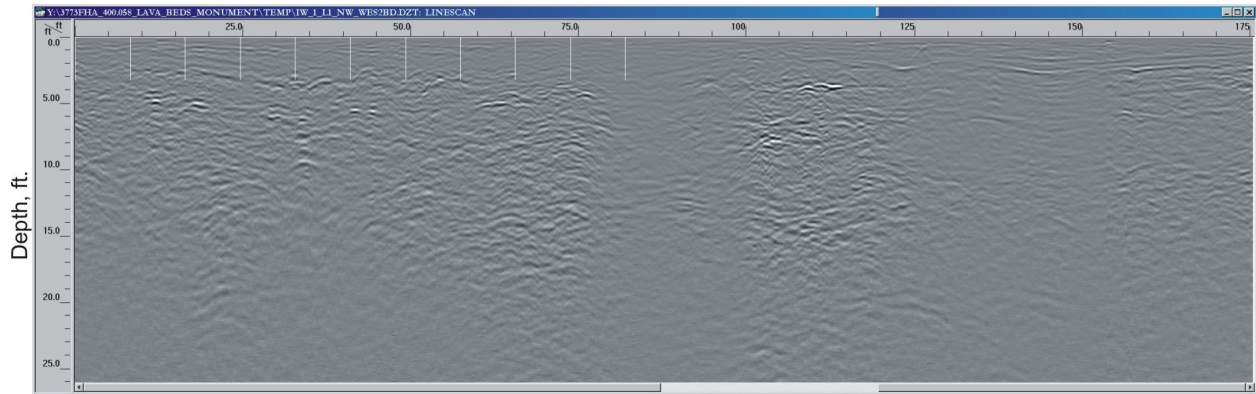 Y:\3773FHA_400.058_LAVA_BEDS_MONUMENT\TEMP\IW_1_L1_NW_WES2BD.DZT: LINESCAN
ft
ft
25.0 50.0 75.0 100 125 150 175
0.0
5.00
10.0
15.0
20.0
25.0
Depth, ft.